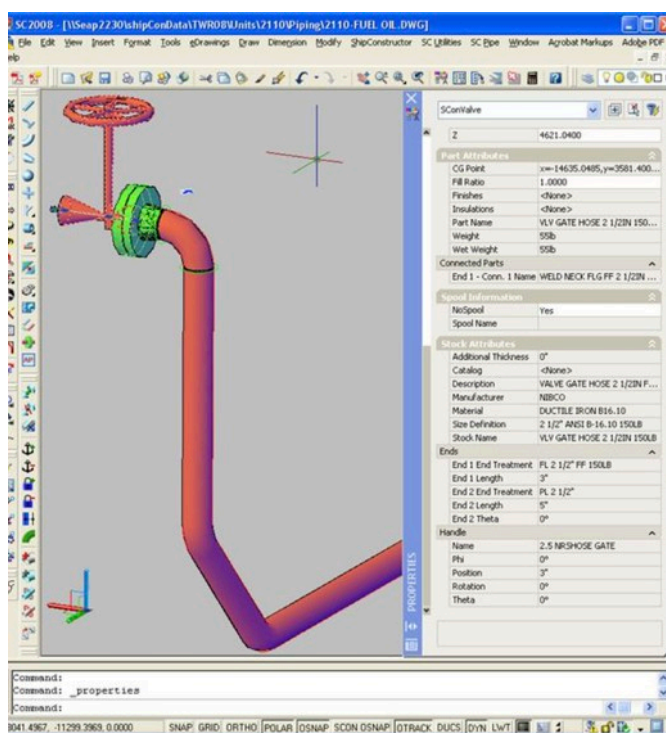 SC2008 - [\\Seap2230\shipConData\TWR08\Units\2110\Piping\2110-FUEL OIL.DWG]
File Edit View Insert Format Tools eDrawings Draw Dimension Modify ShipConstructor SC Utilities SC Pipe Window Acrobat Markups Adobe PDF
elp
SConValve
Z 4621.0400
Part Attributes
CG Point x=-14635.0485,y=3581.400...
Fill Ratio 1.0000
Finishes <None>
Insulations <None>
Part Name VLV GATE HOSE 2 1/2IN 150...
Weight 55lb
Wet Weight 55lb
Connected Parts
End 1 - Conn. 1 Name WELD NECK FLG FF 2 1/2IN ...
Spool Information
NoSpool Yes
Spool Name
Stock Attributes
Additional Thickness 0"
Catalog <None>
Description VALVE GATE HOSE 2 1/2IN F...
Manufacturer NIBCO
Material DUCTILE IRON B16.10
Size Definition 2 1/2" ANSI B-16.10 150LB
Stock Name VLV GATE HOSE 2 1/2IN 150LB
Ends
End 1 End Treatment FL 2 1/2" FF 150LB
End 1 Length 3"
End 2 End Treatment PL 2 1/2"
End 2 Length 5"
End 2 Theta 0°
Handle
Name 2.5 NRSHOSE GATE
Phi 0°
Position 3"
Rotation 0°
Theta 0°
PROPERTIES
Command:
Command: _properties
Command:
3041.4967, -11299.3969, 0.0000 SNAP GRID ORTHO POLAR OSNAP SCON OSNAP OTRACK DUCS DYN LWT